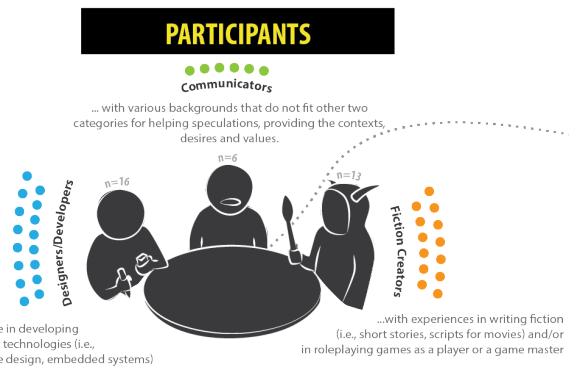 PARTICIPANTS
Communicators
... with various backgrounds that do not fit other two
categories for helping speculations, providing the contexts,
desires and values.
n=6
n=16
n=13
Designers/Developers
Fiction Creators
e in developing
technologies (i.e.,
e design, embedded systems)
...with experiences in writing fiction
(i.e., short stories, scripts for movies) and/or
in roleplaying games as a player or a game master